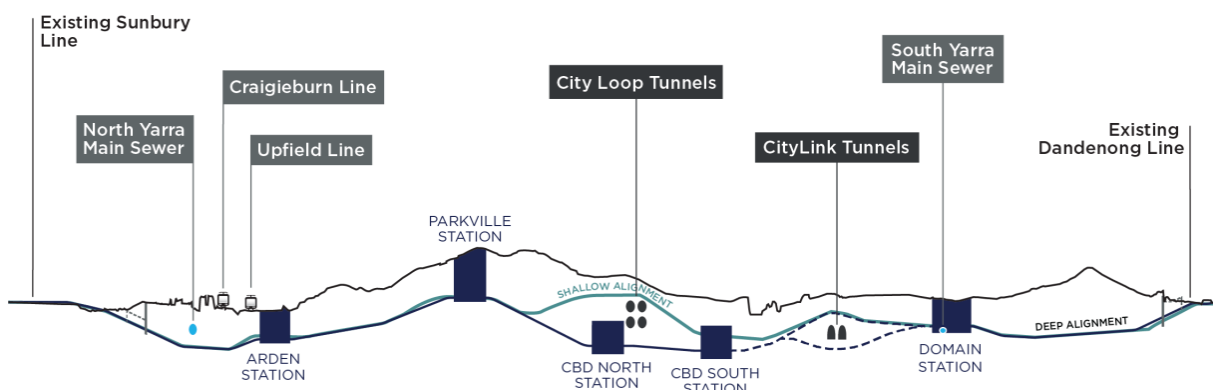 Existing Sunbury
Line
North Yarra
Main Sewer
Craigieburn Line
Upfield Line
City Loop Tunnels
South Yarra
Main Sewer
CityLink Tunnels
Existing
Dandenong Line
PARKVILLE
STATION
SHALLOW ALIGNMENT
DEEP ALIGNMENT
ARDEN
STATION
CBD NORTH
STATION
CBD SOUTH
STATION
DOMAIN
STATION